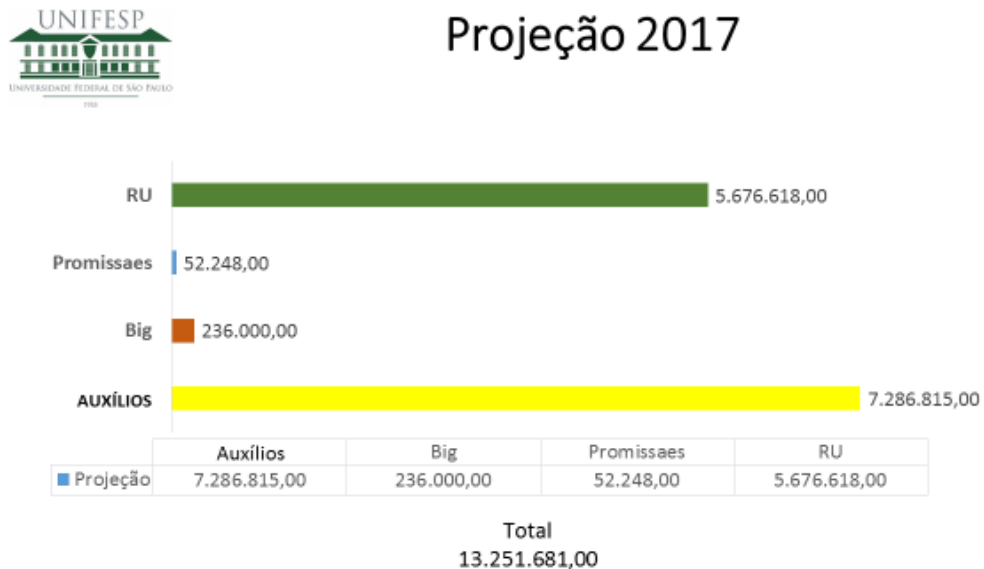 UNIFESP
UNIVERSIDADE FEDERAL DE SÃO PAULO
Projeção 2017
RU 5.676.618,00
Promissaes 52.248,00
Big 236.000,00
AUXÍLIOS 7.286.815,00
Auxílios Big Promissaes RU
Projeção 7.286.815,00 236.000,00 52.248,00 5.676.618,00
Total
13.251.681,00